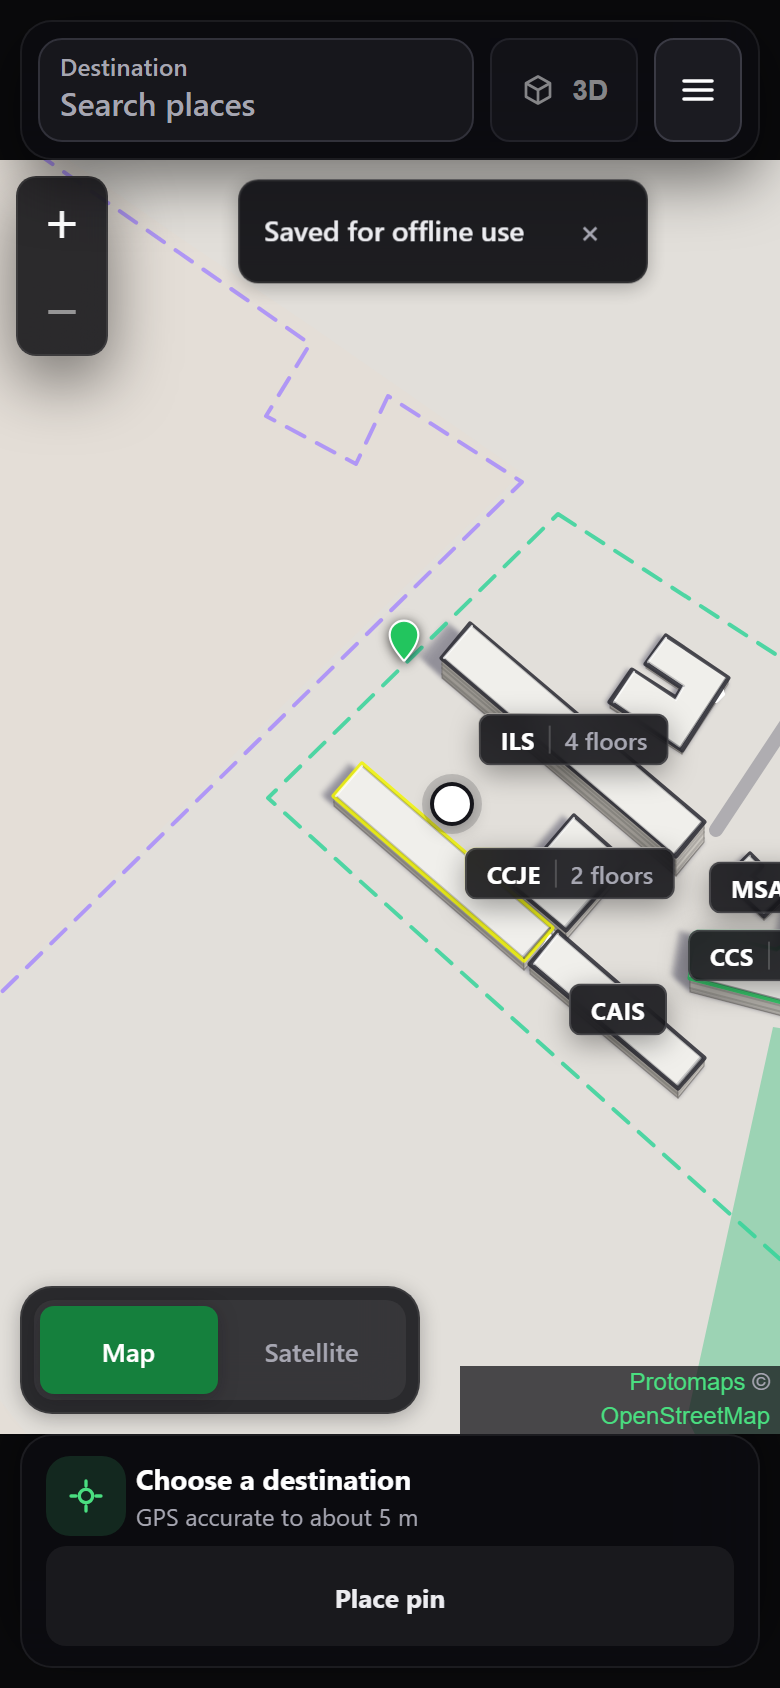 Destination
Search places
3D
Saved for offline use
ILS | 4 floors
CCJE | 2 floors
MSA
CCS
CAIS
Map
Satellite
Protomaps ©
OpenStreetMap
Choose a destination
GPS accurate to about 5 m
Place pin